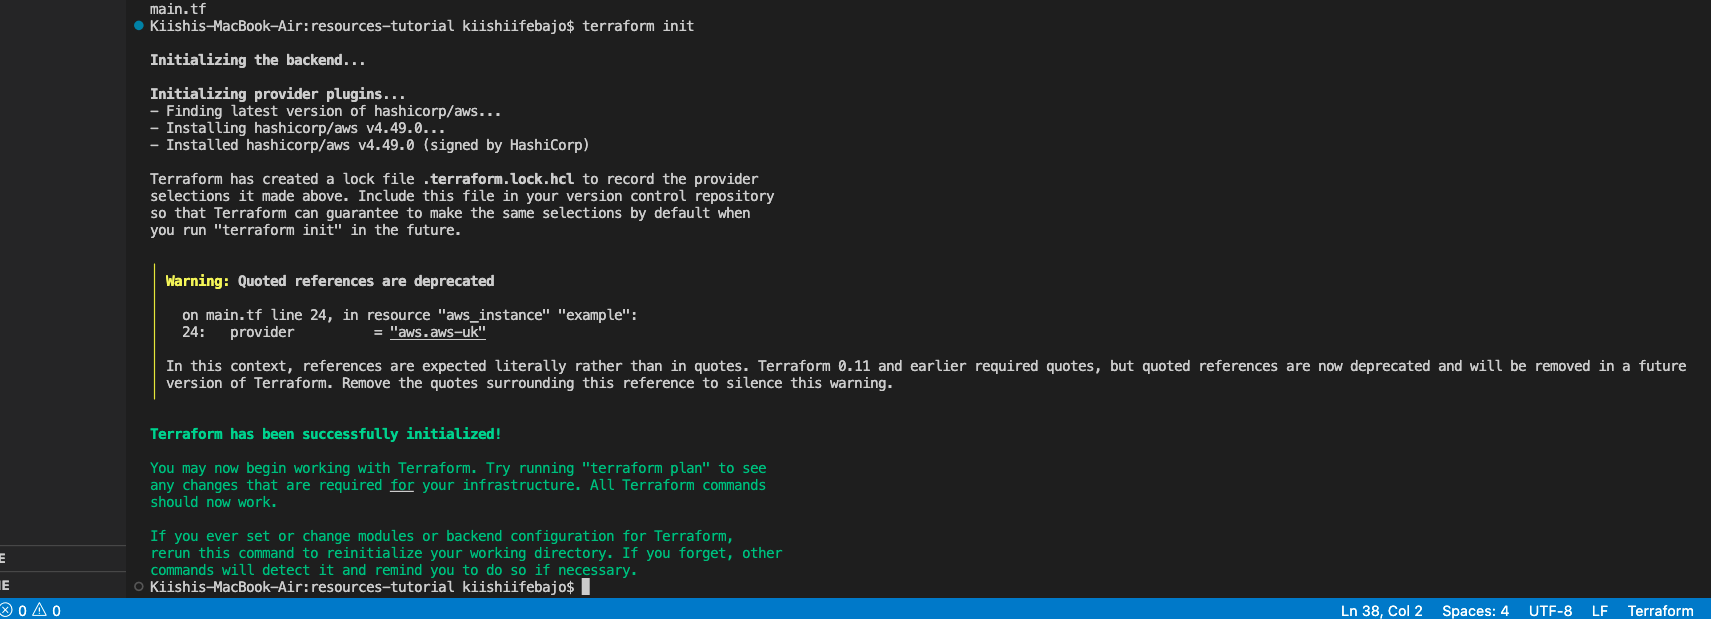 main.tf
Kiishis-MacBook-Air:resources-tutorial kiishiifebajo$ terraform init
Initializing the backend...
Initializing provider plugins...
- Finding latest version of hashicorp/aws...
- Installing hashicorp/aws v4.49.0...
- Installed hashicorp/aws v4.49.0 (signed by HashiCorp)
Terraform has created a lock file .terraform.lock.hcl to record the provider
selections it made above. Include this file in your version control repository
so that Terraform can guarantee to make the same selections by default when
you run "terraform init" in the future.
Warning: Quoted references are deprecated
on main.tf line 24, in resource "aws_instance" "example":
24:   provider          = "aws.aws-uk"
In this context, references are expected literally rather than in quotes. Terraform 0.11 and earlier required quotes, but quoted references are now deprecated and will be removed in a future
version of Terraform. Remove the quotes surrounding this reference to silence this warning.
Terraform has been successfully initialized!
You may now begin working with Terraform. Try running "terraform plan" to see
any changes that are required for your infrastructure. All Terraform commands
should now work.
If you ever set or change modules or backend configuration for Terraform,
rerun this command to reinitialize your working directory. If you forget, other
commands will detect it and remind you to do so if necessary.
E
Kiishis-MacBook-Air:resources-tutorial kiishiifebajo$
IE
0 0 Ln 38, Col 2 Spaces: 4 UTF-8 LF Terraform